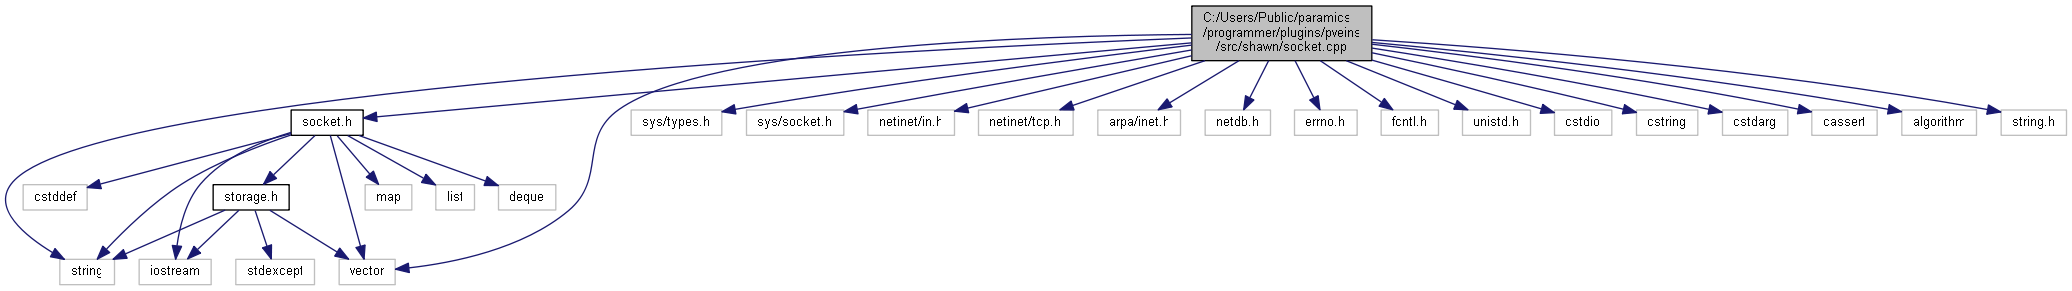 C:/Users/Public/paramics
/programmer/plugins/pveins
/src/shawn/socket.cpp
socket.h
sys/types.h
sys/socket.h
netinet/in.h
netinet/tcp.h
arpa/inet.h
netdb.h
errno.h
fcntl.h
unistd.h
cstdio
cstring
cstdarg
cassert
algorithm
string.h
cstddef
storage.h
map
list
deque
string
iostream
stdexcept
vector